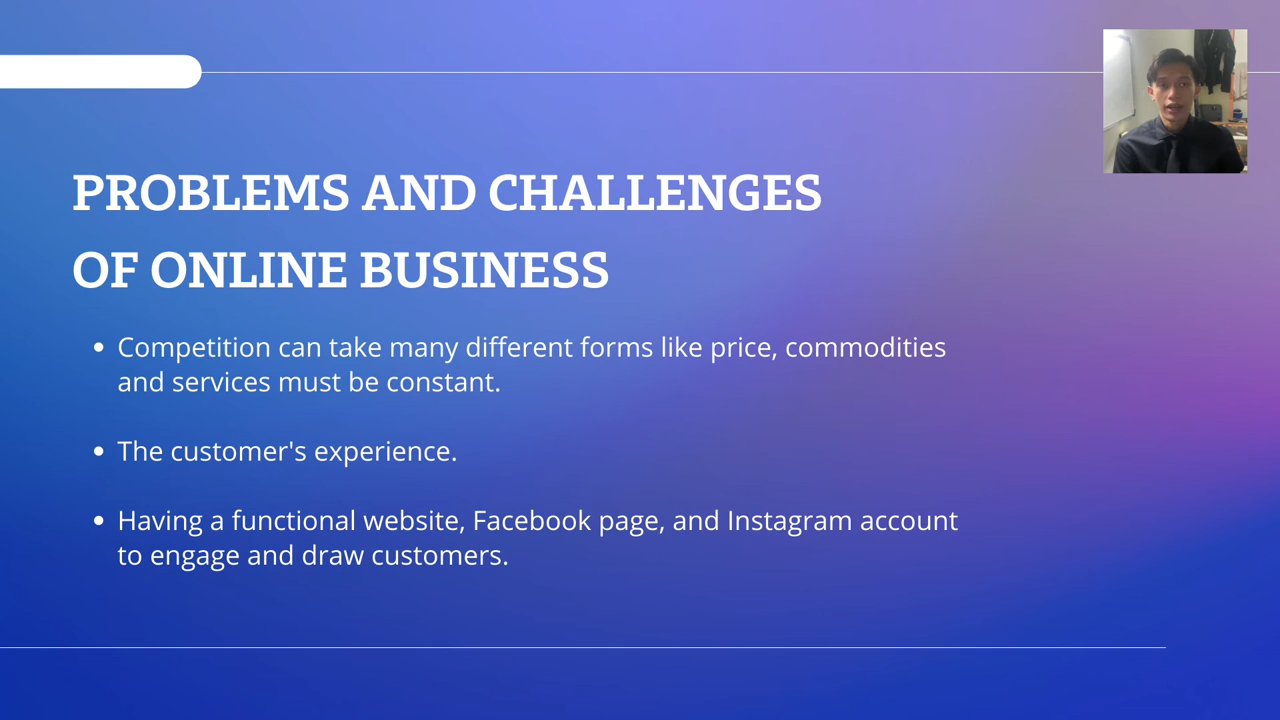 PROBLEMS AND CHALLENGES
OF ONLINE BUSINESS
• Competition can take many different forms like price, commodities
and services must be constant.
• The customer's experience.
• Having a functional website, Facebook page, and Instagram account
to engage and draw customers.